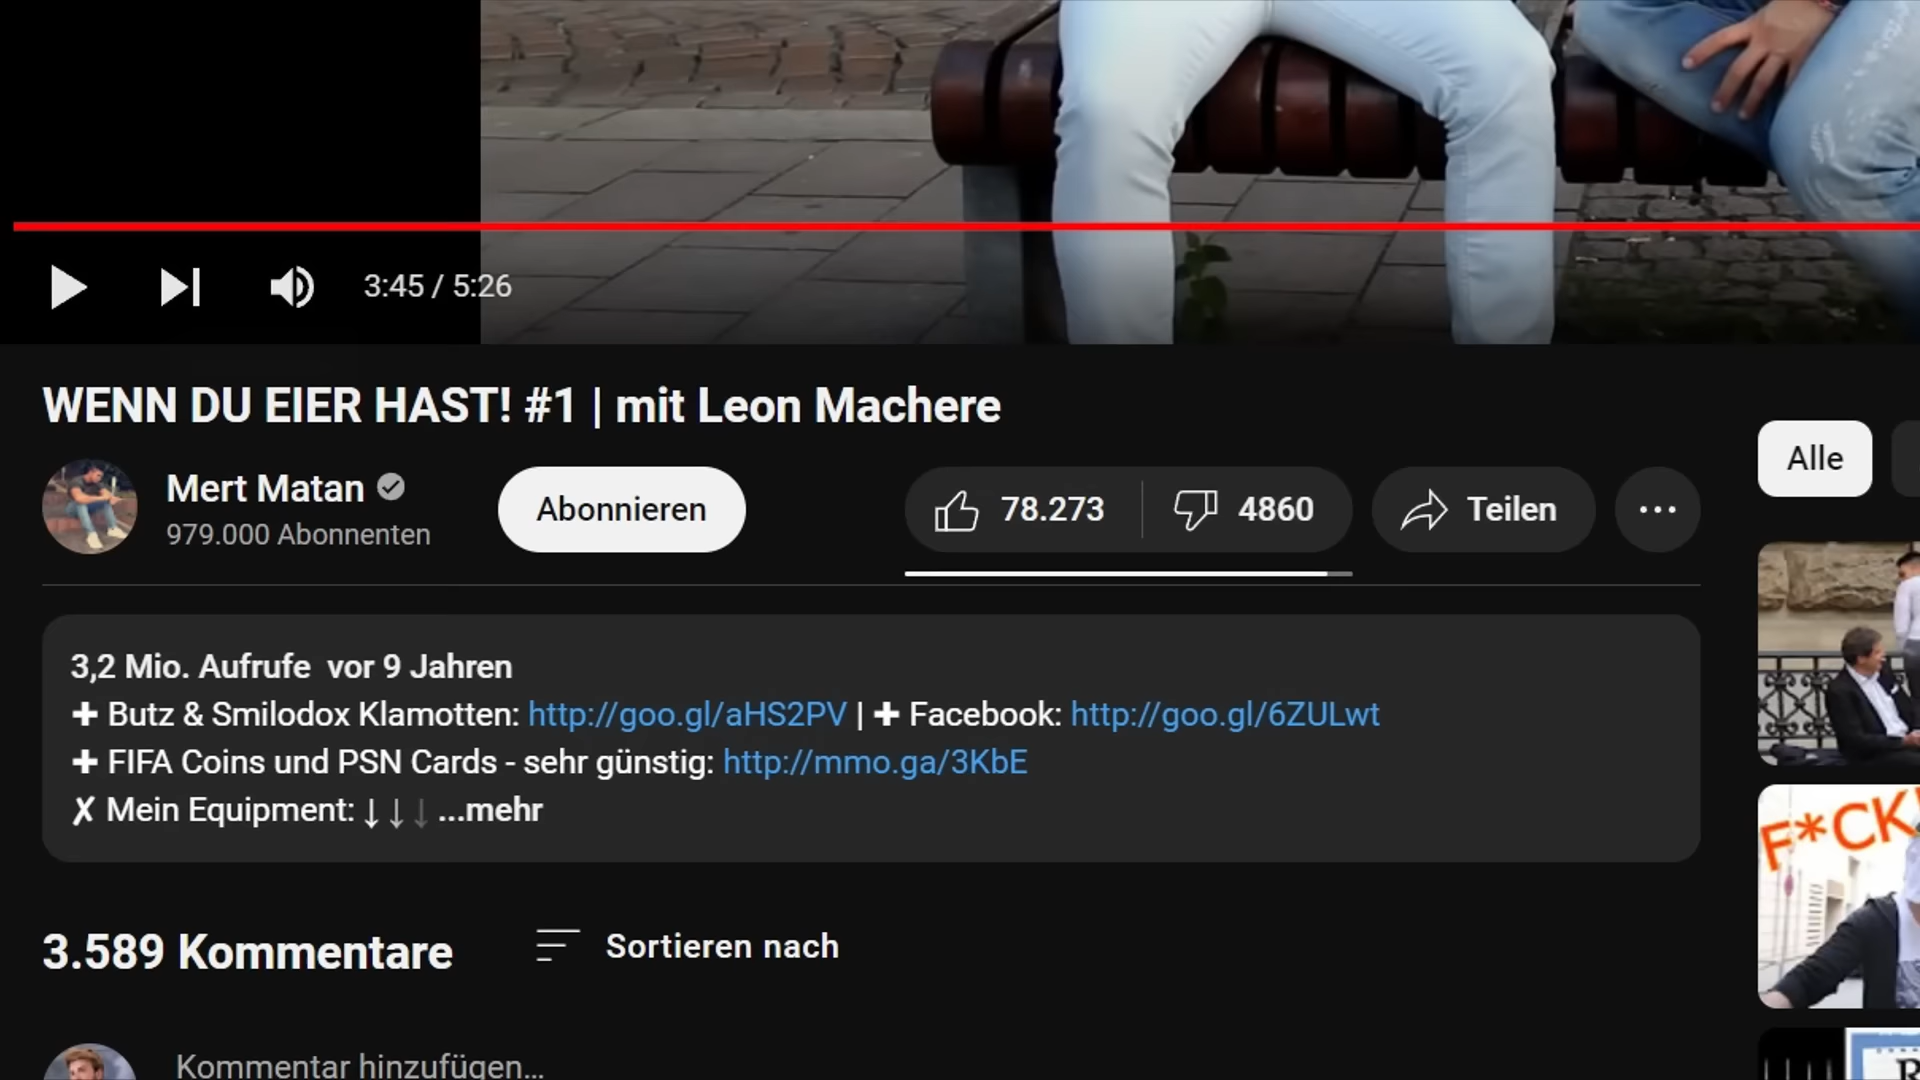 3:45 / 5:26
WENN DU EIER HAST! #1 | mit Leon Machere
Mert Matan
979.000 Abonnenten
Abonnieren
78.273
4860
Teilen
Alle
3,2 Mio. Aufrufe vor 9 Jahren
✚ Butz & Smilodox Klamotten: http://goo.gl/aHS2PV | ✚ Facebook: http://goo.gl/6ZULwt
✚ FIFA Coins und PSN Cards - sehr günstig: http://mmo.ga/3KbE
✗ Mein Equipment: ↓ ↓ ↓ ...mehr
F*CK
3.589 Kommentare
Sortieren nach
Kommentar hinzufügen...